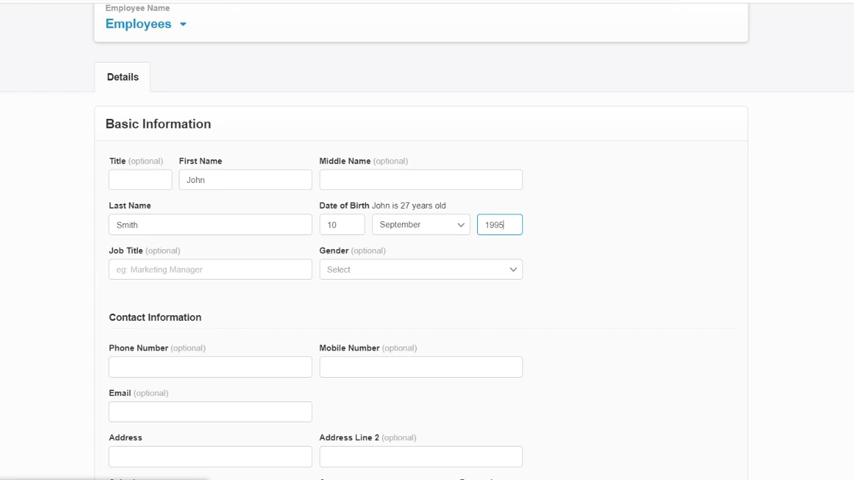 Employee Name
Employees
Details
Basic Information
Title (optional) First Name Middle Name (optional)
John
Last Name Date of Birth John is 27 years old
Smith 10 September 1995
Job Title (optional) Gender (optional)
eg: Marketing Manager Select
Contact Information
Phone Number (optional) Mobile Number (optional)
Email (optional)
Address Address Line 2 (optional)